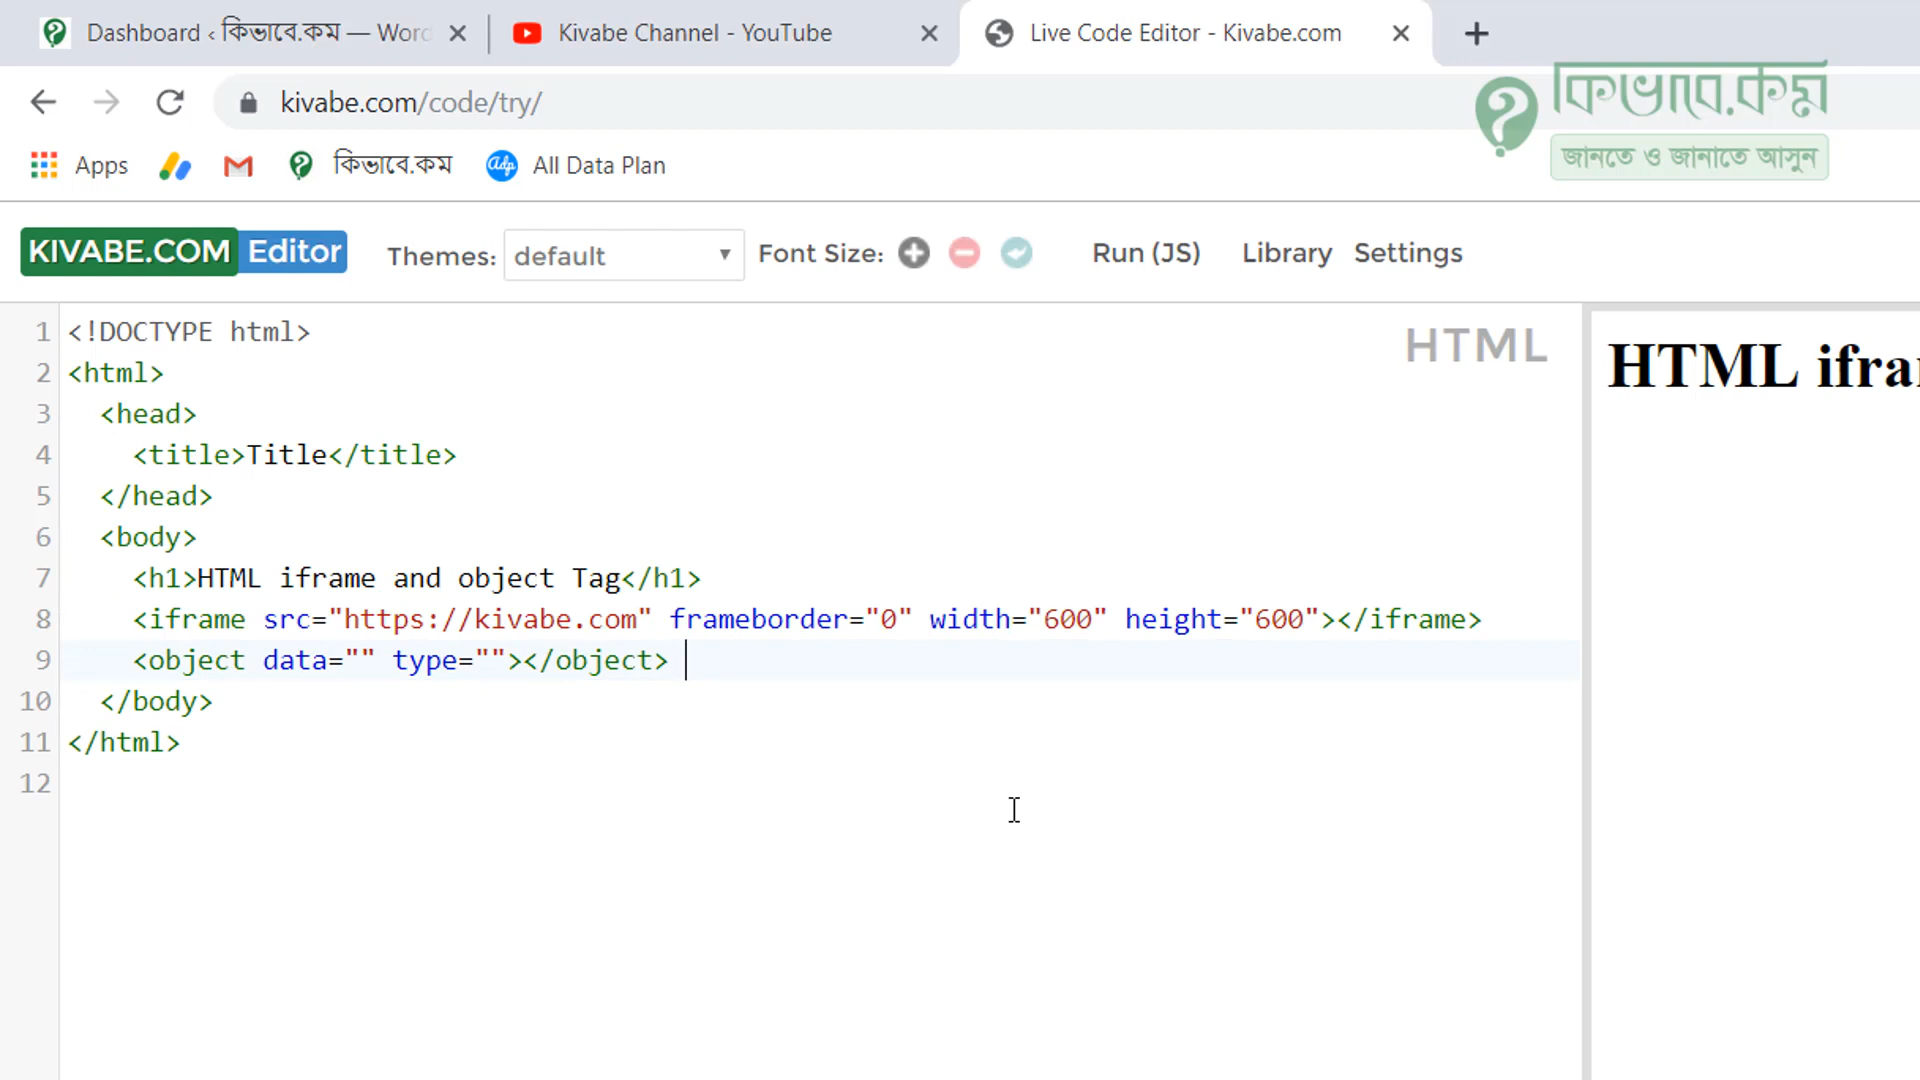 Dashboard ‹ কিভাবে.কম — Word
Kivabe Channel - YouTube
Live Code Editor - Kivabe.com
kivabe.com/code/try/
কিভাবে.কম
জানতে ও জানাতে আসুন
Apps
কিভাবে.কম
Adp
All Data Plan
KIVABE.COM Editor
Themes: default
Font Size:
Run (JS)
Library
Settings
HTML
1 <!DOCTYPE html>
2 <html>
3   <head>
4     <title>Title</title>
5   </head>
6   <body>
7     <h1>HTML iframe and object Tag</h1>
8     <iframe src="https://kivabe.com" frameborder="0" width="600" height="600"></iframe>
9     <object data="" type=""></object>
10   </body>
11 </html>
12
HTML ifra